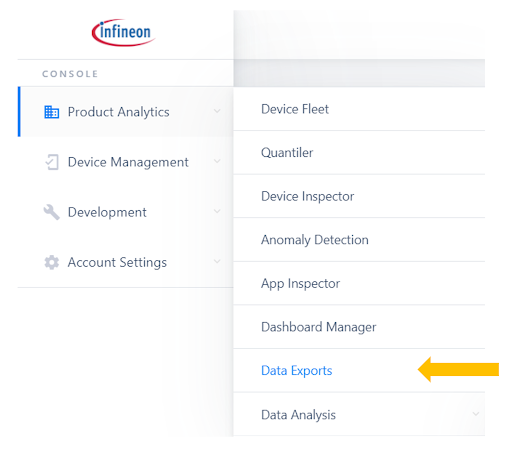 infineon
CONSOLE
Product Analytics
Device Management
Development
Account Settings
Device Fleet
Quantiler
Device Inspector
Anomaly Detection
App Inspector
Dashboard Manager
Data Exports
Data Analysis